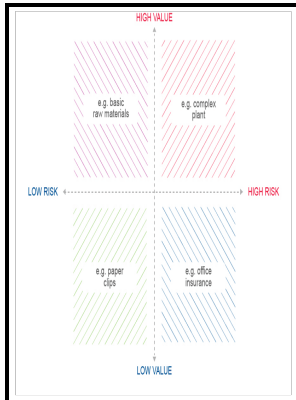 HIGH VALUE
e.g. basic
raw materials
e.g. complex
plant
LOW RISK
HIGH RISK
e.g. paper
clips
e.g. office
insurance
LOW VALUE